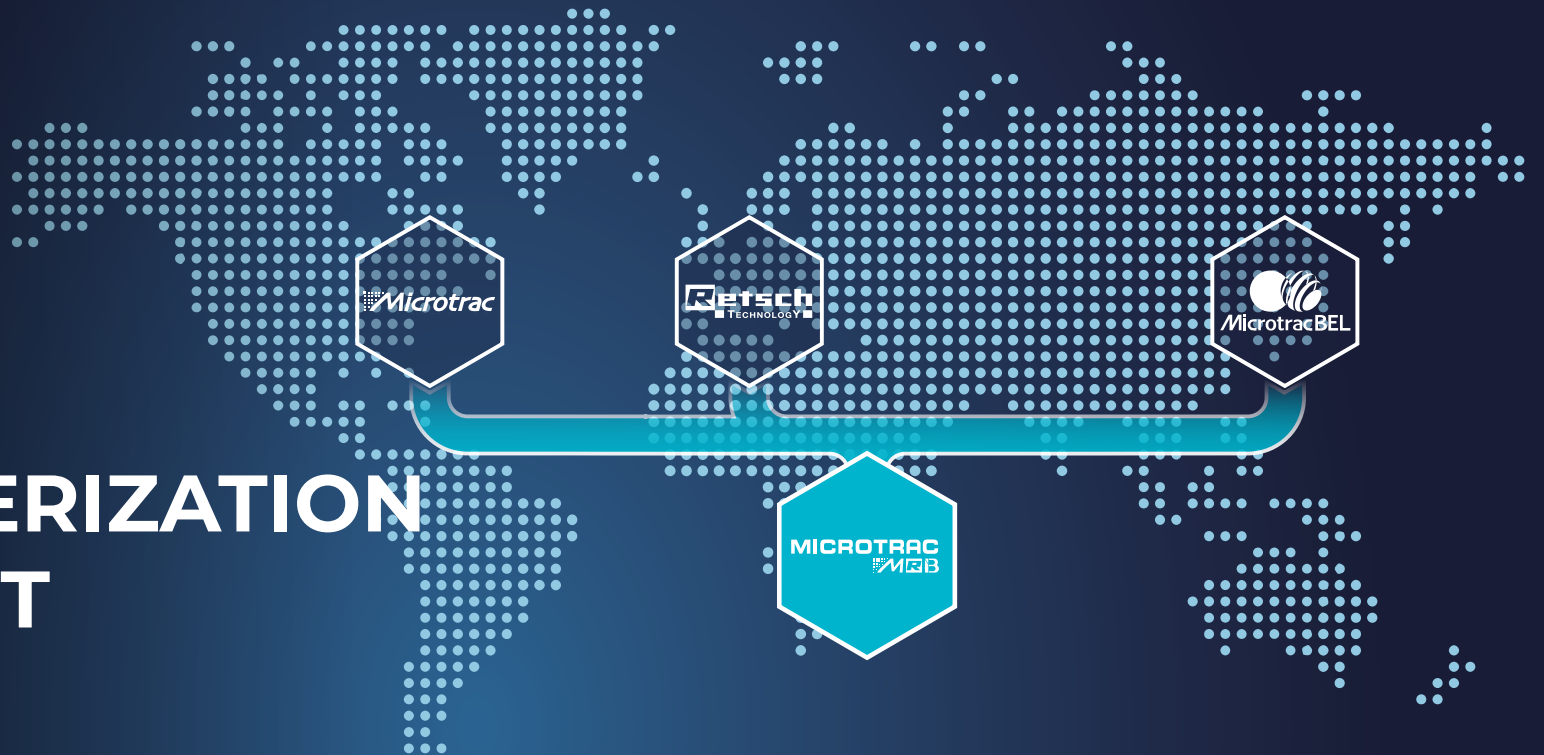 Microtrac
Retsch
TECHNOLOGY
MicrotracBEL
ERIZATION
T
MICROTRAC
MRB